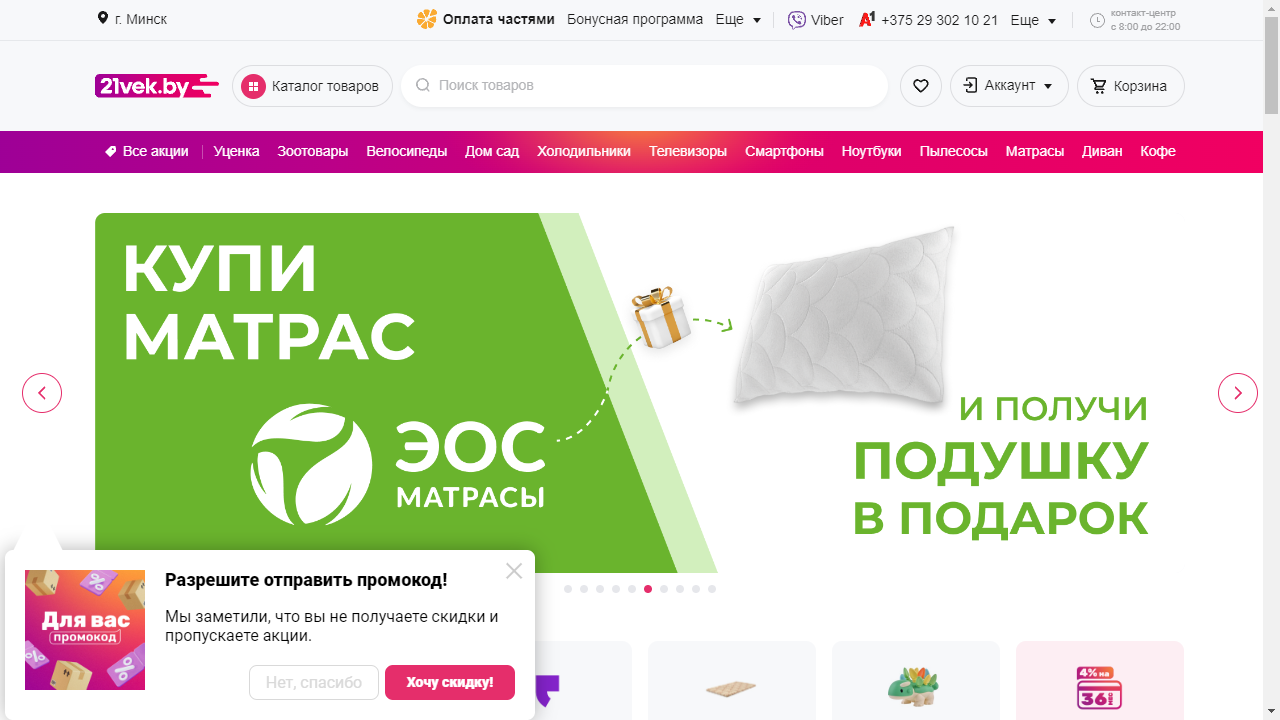 г. Минск
Оплата частями
Бонусная программа
Еще
Viber
+375 29 302 10 21
Еще
контакт-центр
с 8:00 до 22:00
21vek.by
Каталог товаров
Поиск товаров
Аккаунт
Корзина
Все акции
Уценка
Зоотовары
Велосипеды
Дом сад
Холодильники
Телевизоры
Смартфоны
Ноутбуки
Пылесосы
Матрасы
Диван
Кофе
КУПИ
МАТРАС
ЭОС
МАТРАСЫ
И ПОЛУЧИ
ПОДУШКУ
В ПОДАРОК
Для вас
промокод
Разрешите отправить промокод!
Мы заметили, что вы не получаете скидки и
пропускаете акции.
Нет, спасибо
Хочу скидку!
4% на
36 мес